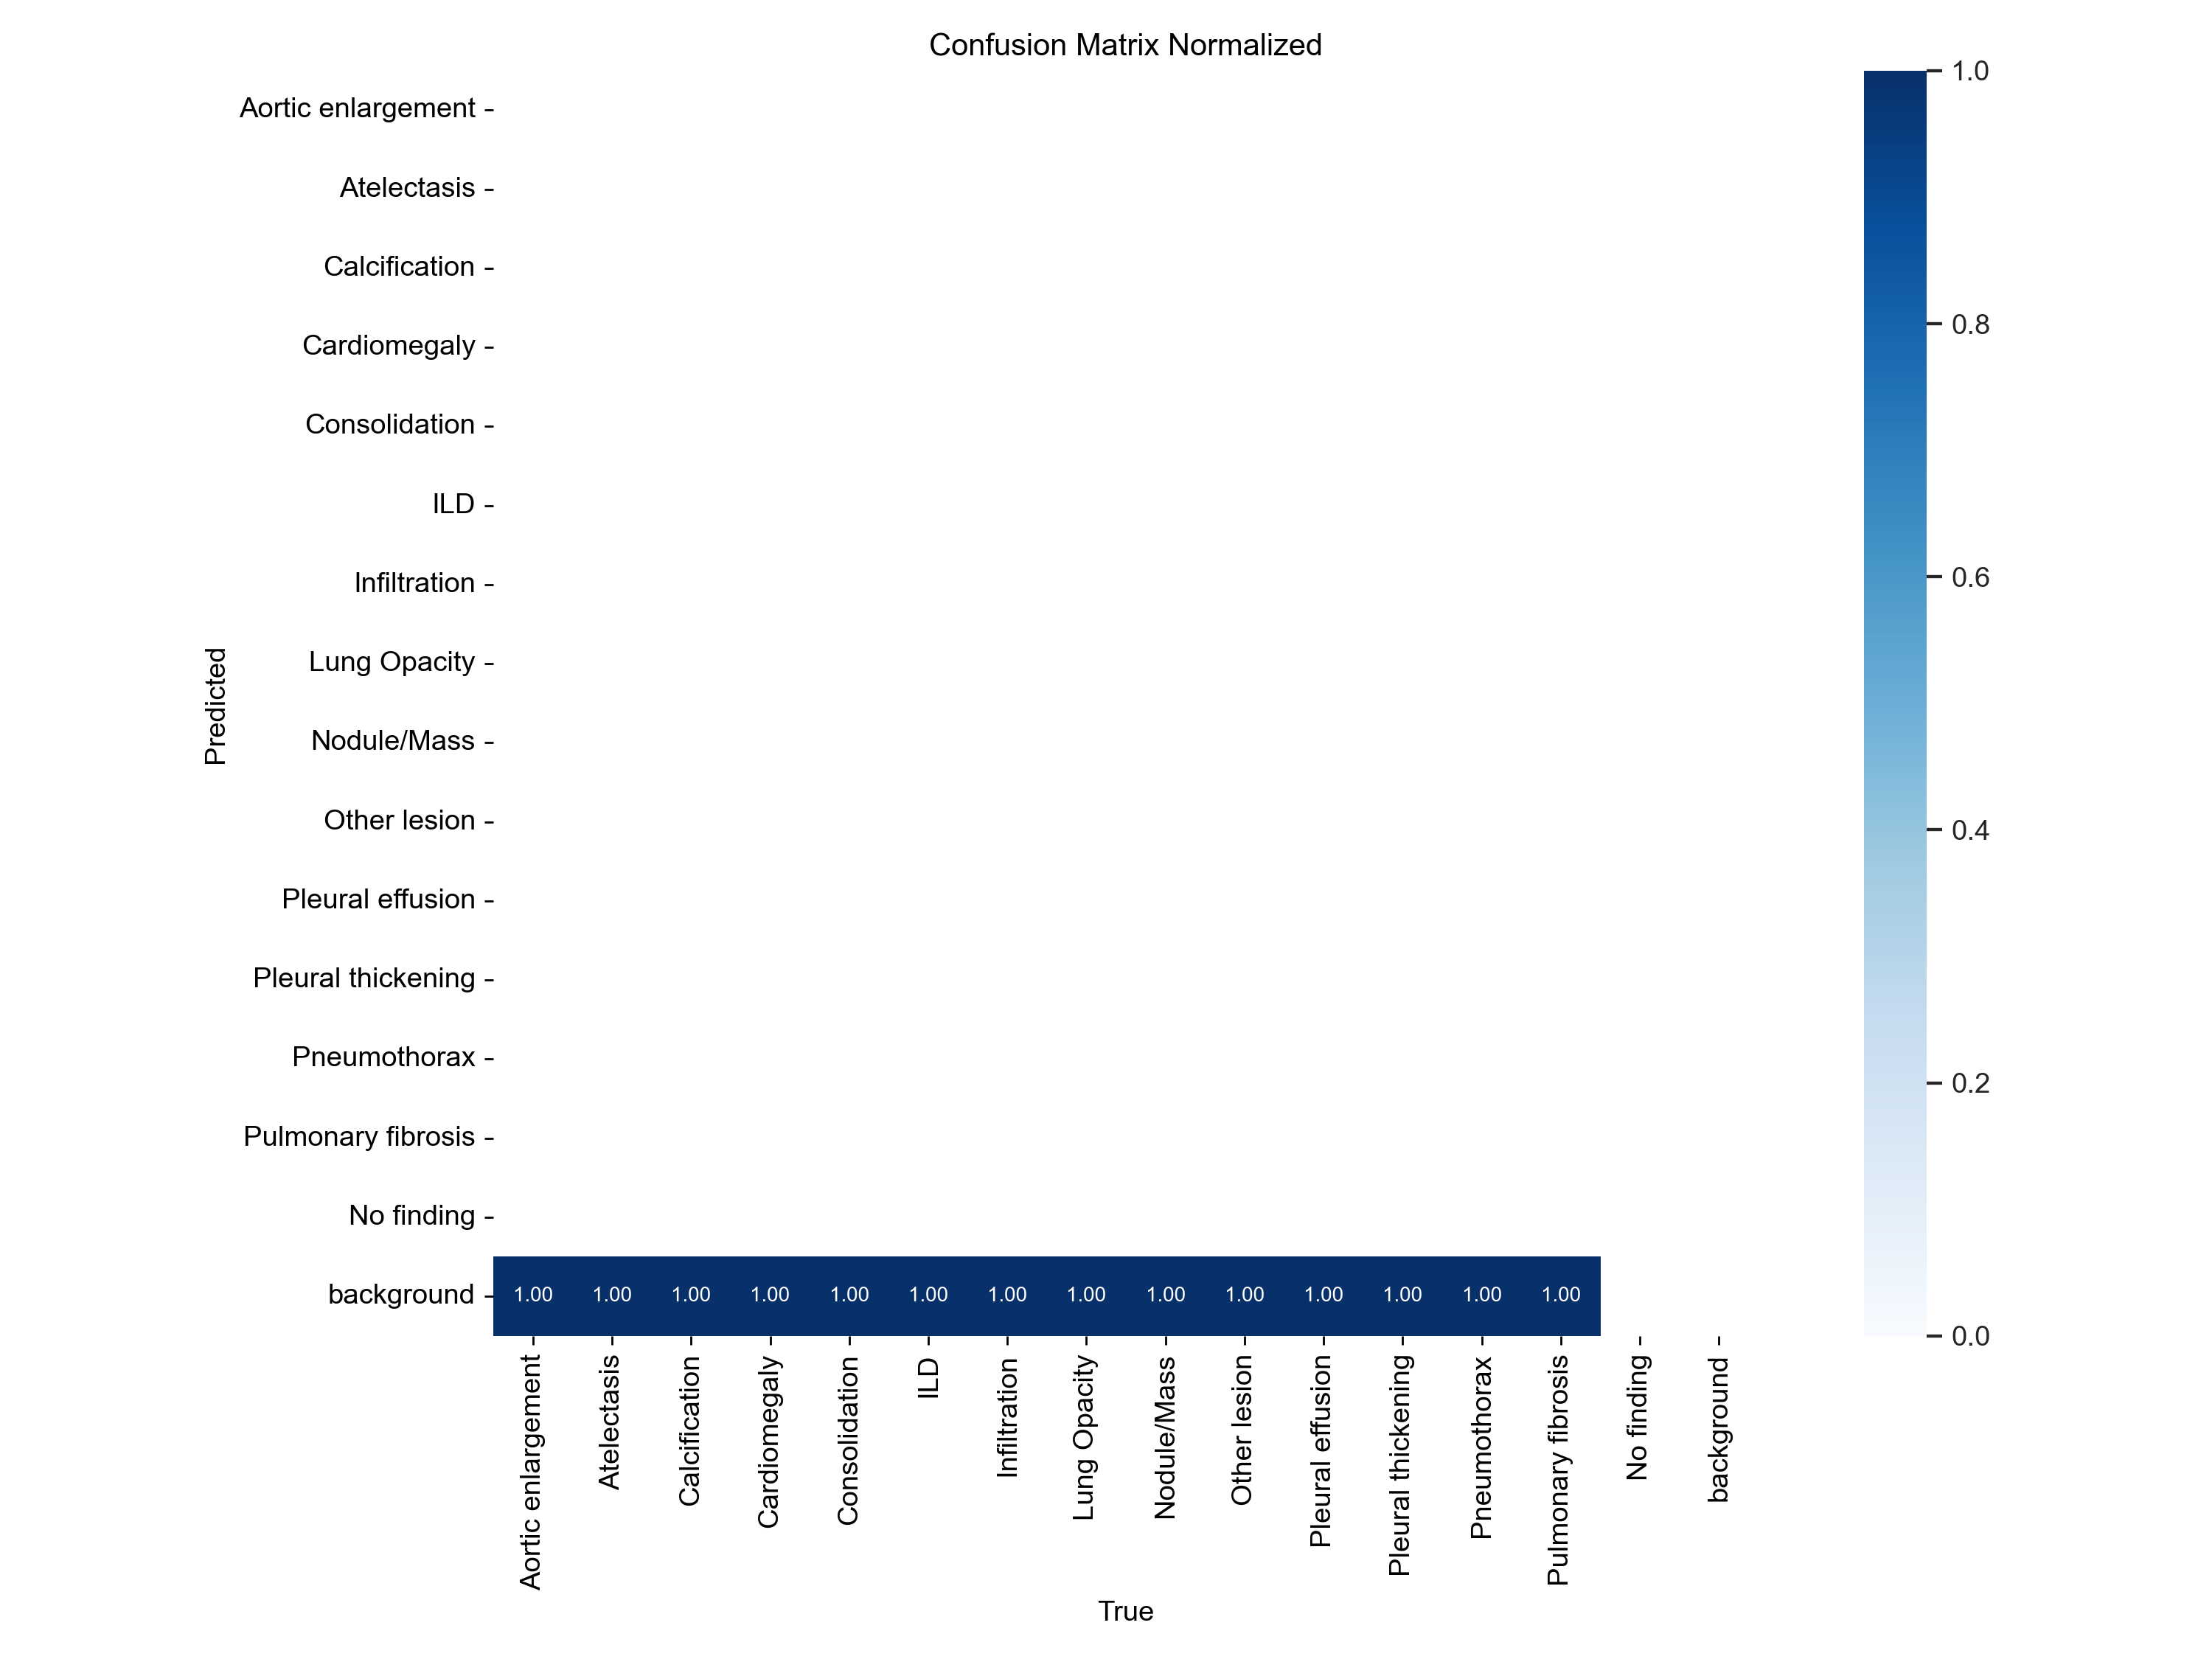 Confusion Matrix Normalized
Aortic enlargement
Atelectasis
Calcification
Cardiomegaly
Consolidation
ILD
Infiltration
Lung Opacity
Nodule/Mass
Other lesion
Pleural effusion
Pleural thickening
Pneumothorax
Pulmonary fibrosis
No finding
background
Predicted
1.00 1.00 1.00 1.00 1.00 1.00 1.00 1.00 1.00 1.00 1.00 1.00 1.00 1.00
Aortic enlargement
Atelectasis
Calcification
Cardiomegaly
Consolidation
ILD
Infiltration
Lung Opacity
Nodule/Mass
Other lesion
Pleural effusion
Pleural thickening
Pneumothorax
Pulmonary fibrosis
No finding
background
True
1.0
0.8
0.6
0.4
0.2
0.0